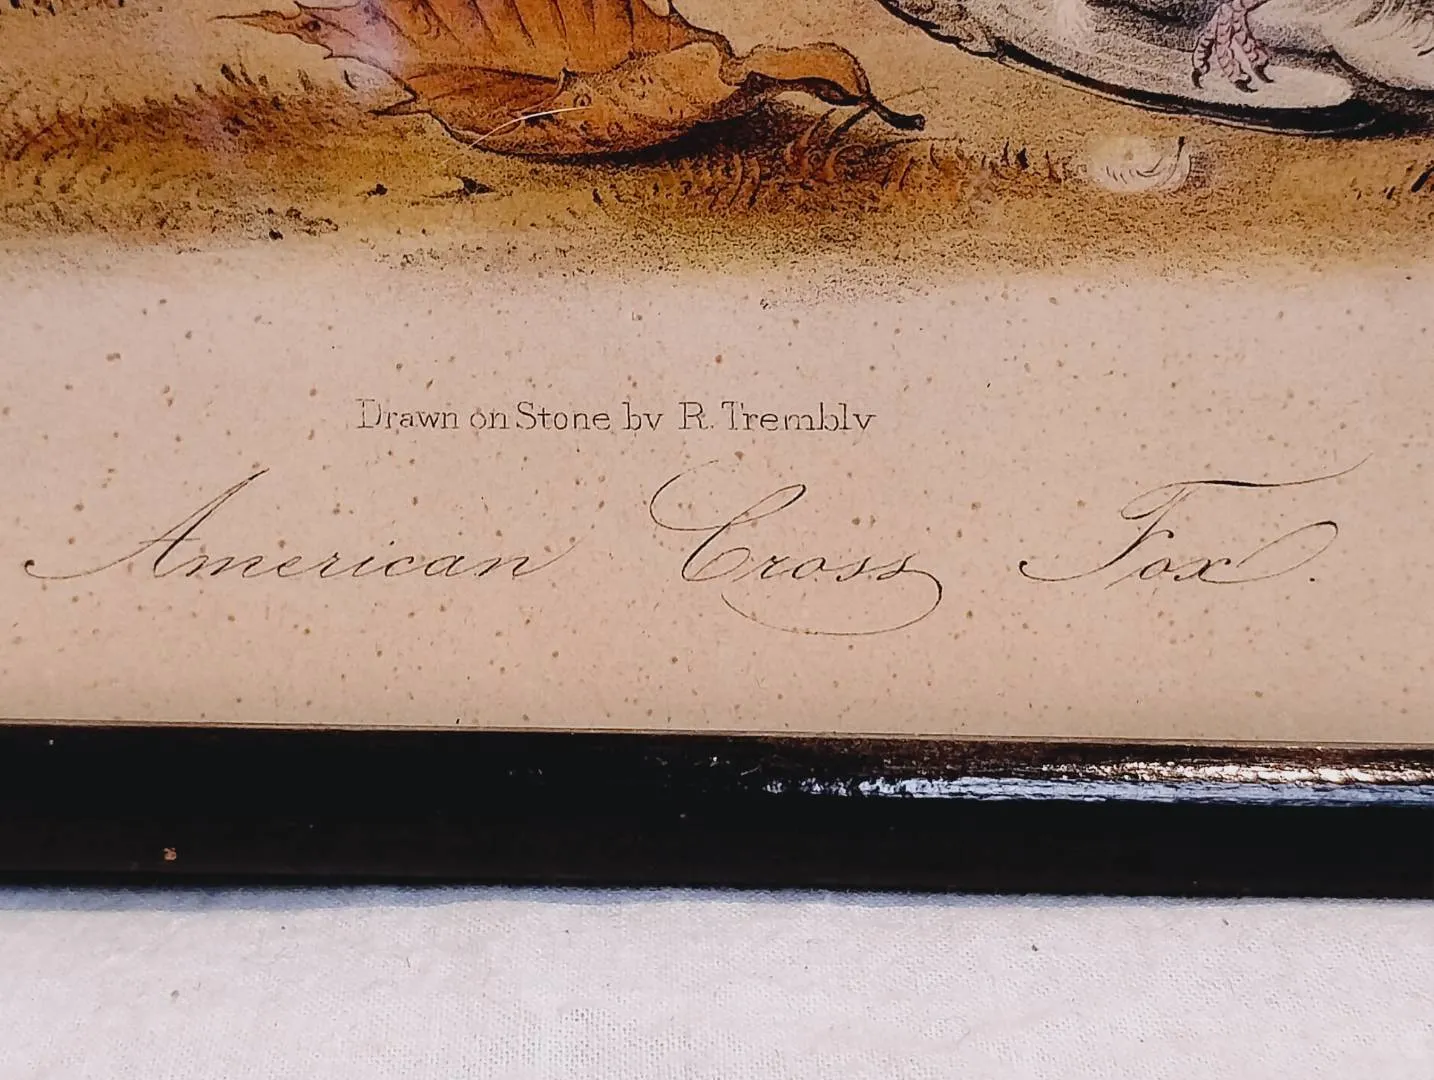 Drawn on Stone by R. Trembly
American Cross Fox.